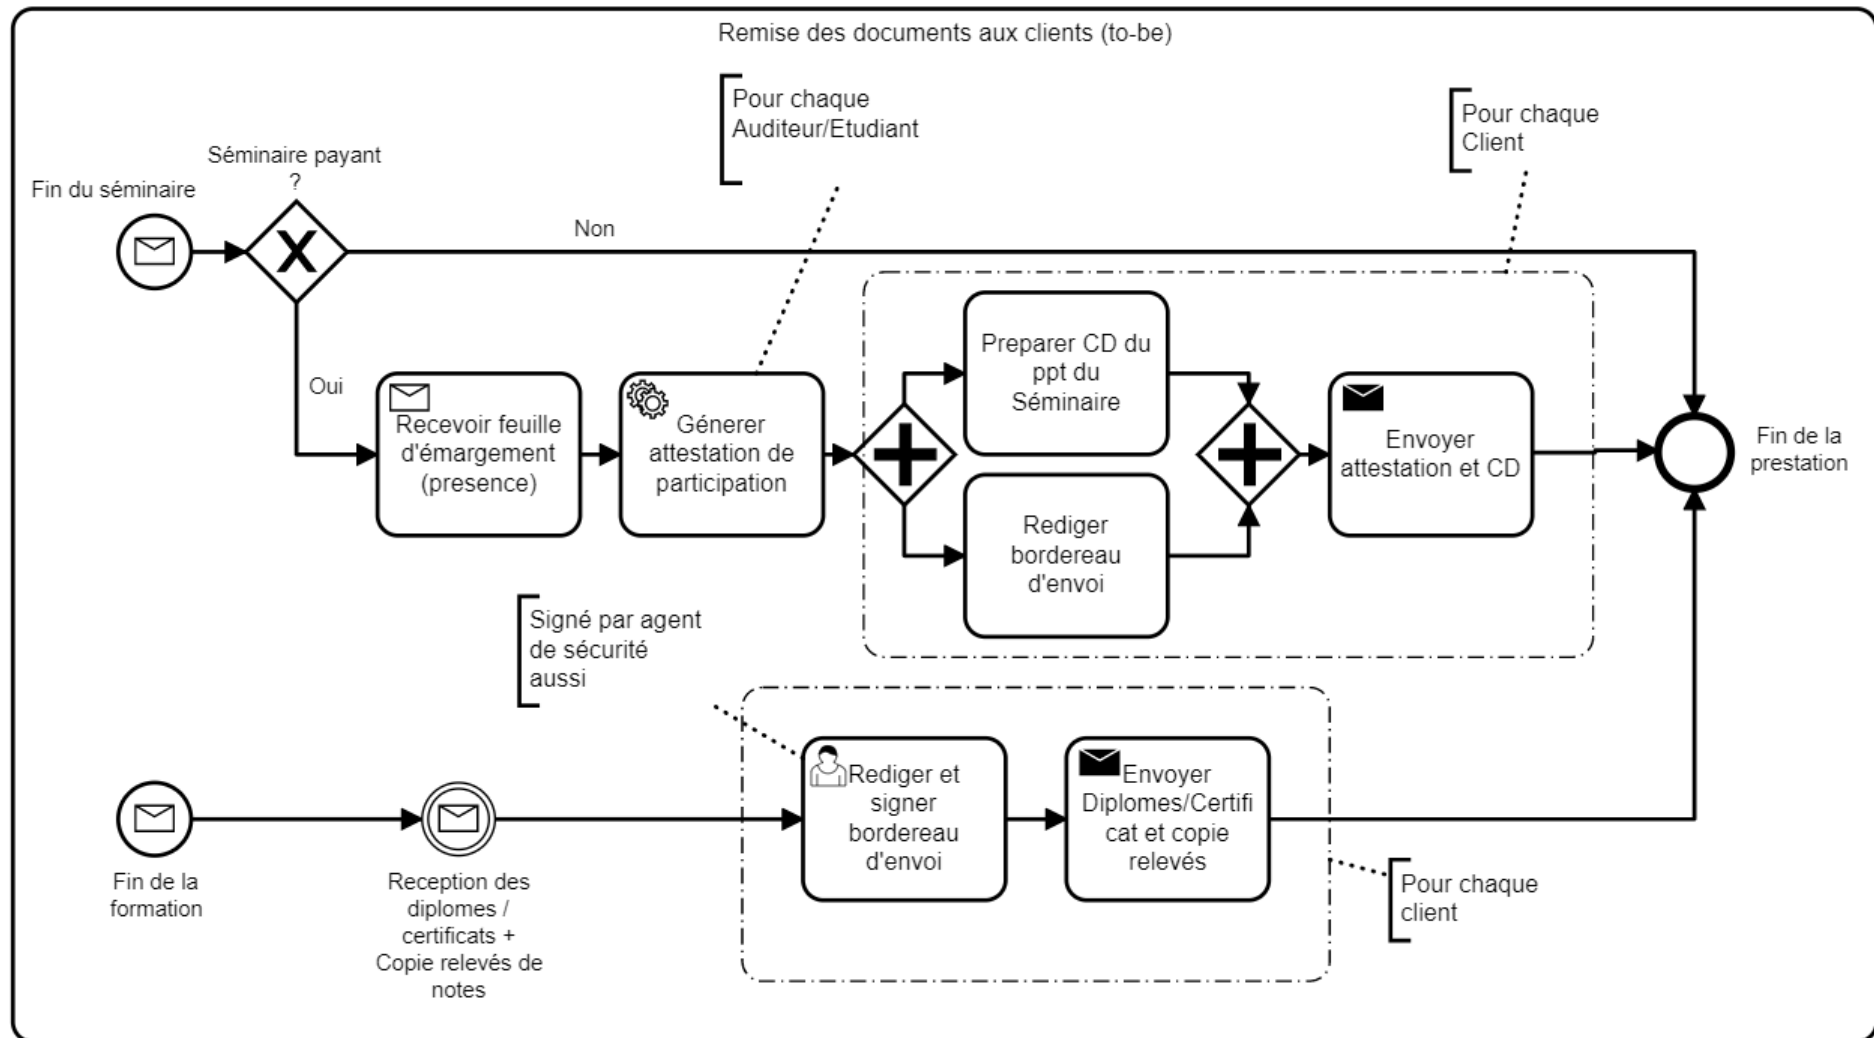 Remise des documents aux clients (to-be)
Pour chaque
Auditeur/Etudiant
Pour chaque
Client
Séminaire payant
?
Fin du séminaire
Non
Oui
Recevoir feuille
d'émargement
(presence)
Génerer
attestation de
participation
Preparer CD du
ppt du
Séminaire
Rediger
bordereau
d'envoi
Envoyer
attestation et CD
Fin de la
prestation
Signé par agent
de sécurité
aussi
Fin de la
formation
Reception des
diplomes /
certificats +
Copie relevés de
notes
Rediger et
signer
bordereau
d'envoi
Envoyer
Diplomes/Certifi
cat et copie
relevés
Pour chaque
client